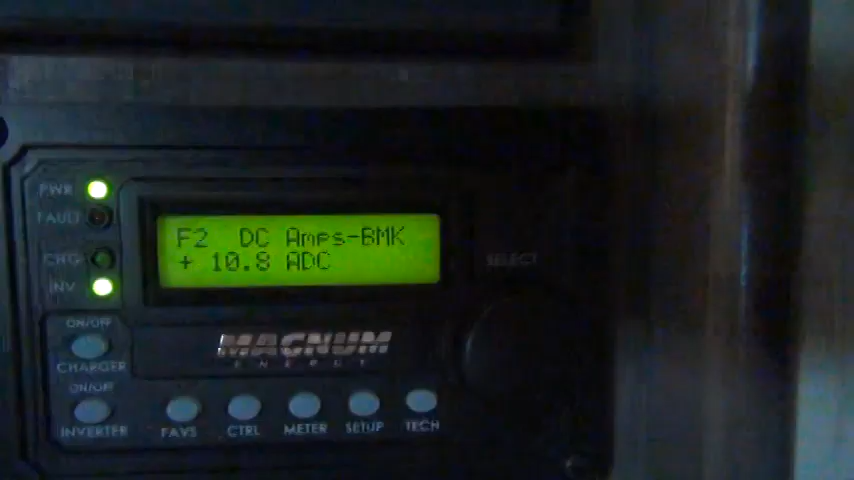 PWR
FAULT
F2 DC Amps-BMK
+ 10.8 ADC
CHG
INV
SELECT
ON/OFF
CHARGER
MAGNUM
ENERGY
ON/OFF
INVERTER
FAVS
CTRL
METER
SETUP
TECH